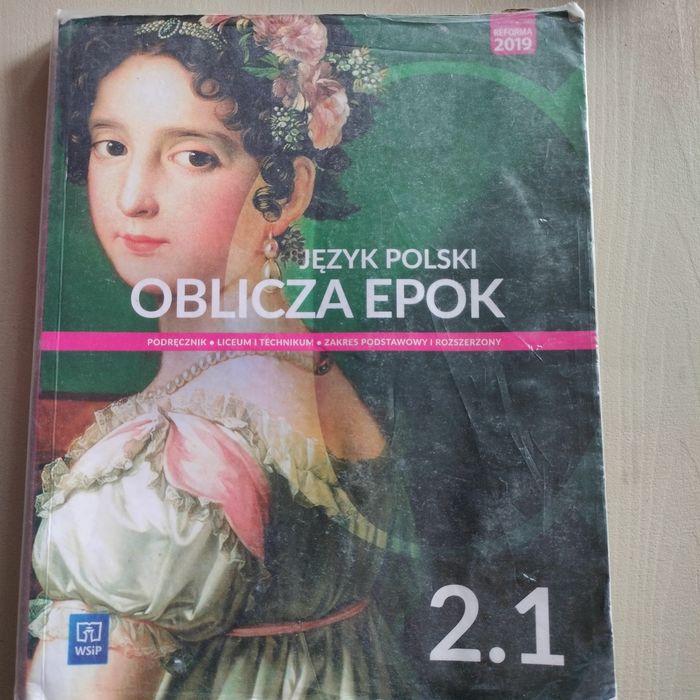 REFORMA
2019
JĘZYK POLSKI
OBLICZA EPOK
PODRĘCZNIK • LICEUM I TECHNIKUM • ZAKRES PODSTAWOWY I ROZSZERZONY
WSiP
2.1